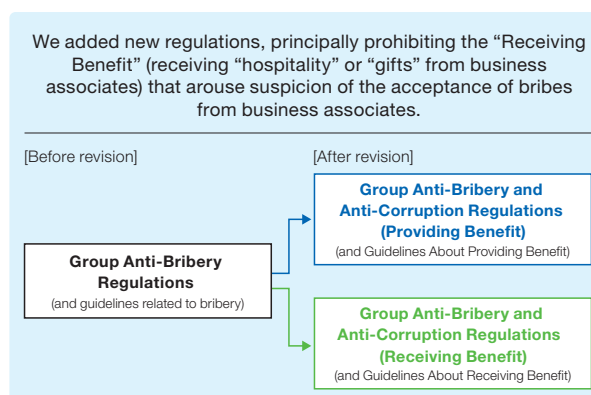 We added new regulations, principally prohibiting the “Receiving
Benefit” (receiving “hospitality” or “gifts” from business
associates) that arouse suspicion of the acceptance of bribes
from business associates.
[Before revision]
[After revision]
Group Anti-Bribery
Regulations
(and guidelines related to bribery)
Group Anti-Bribery and
Anti-Corruption Regulations
(Providing Benefit)
(and Guidelines About Providing Benefit)
Group Anti-Bribery and
Anti-Corruption Regulations
(Receiving Benefit)
(and Guidelines About Receiving Benefit)